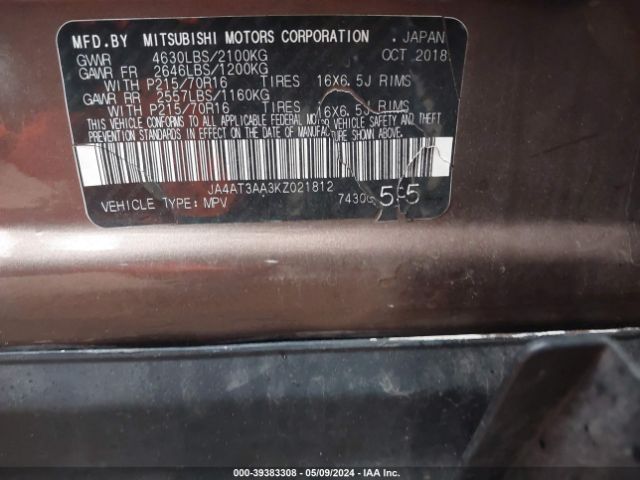 MFD.BY MITSUBISHI MOTORS CORPORATION . JAPAN
GVWR 4630LBS/2100KG OCT 2018
GAWR FR 2646LBS/1200KG
WITH P215/70R16 TIRES 16X6.5J RIMS
GAWR RR 2557LBS/1160KG
WITH P215/70R16 TIRES 16X6.5J RIMS
THIS VEHICLE CONFORMS TO ALL APPLICABLE FEDERAL MOTOR VEHICLE SAFETY AND THEFT
PREVENTION STANDARDS IN EFFECT ON THE DATE OF MANUFACTURE SHOWN ABOVE.
JA4AT3AA3KZ021812
VEHICLE TYPE: MPV 7430
000-39383308 - 05/09/2024 - IAA Inc.